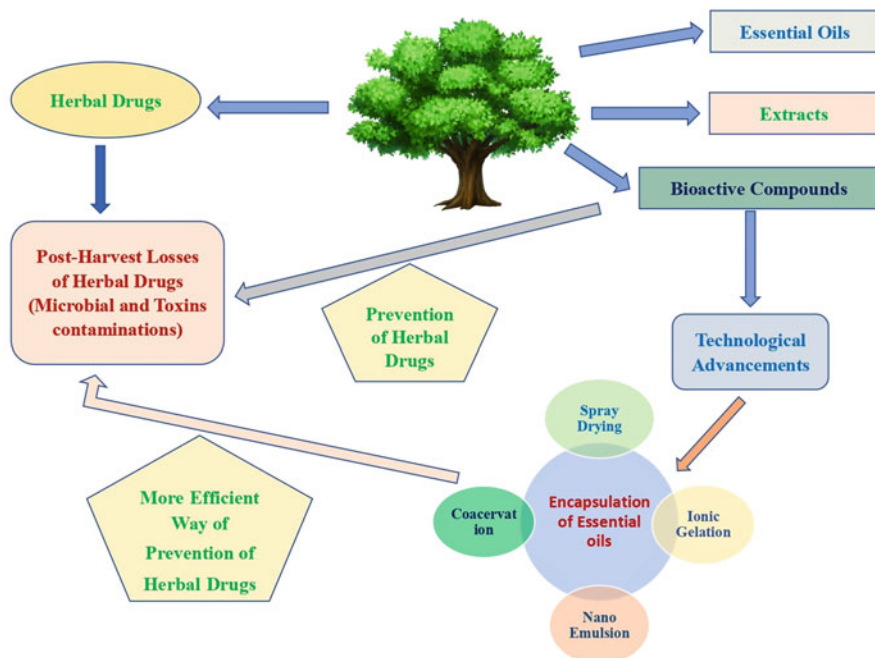 Essential Oils
Herbal Drugs
Extracts
Bioactive Compounds
Post-Harvest Losses
of Herbal Drugs
(Microbial and Toxins
contaminations)
Prevention
of Herbal
Drugs
Technological
Advancements
Spray
Drying
Coacervat
ion
Encapsulation
of Essential
oils
Ionic
Gelation
Nano
Emulsion
More Efficient
Way of
Prevention of
Herbal Drugs